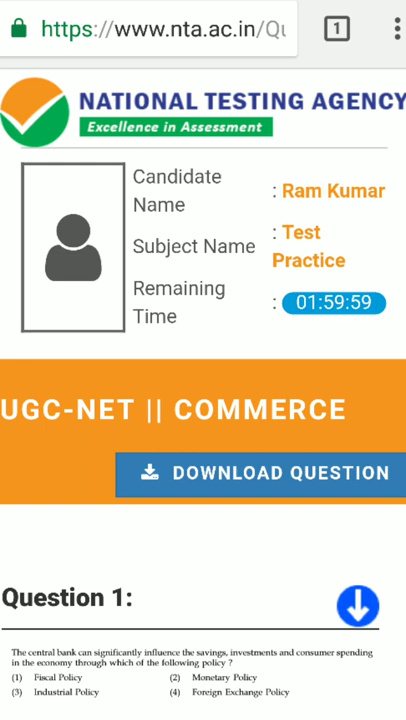 https://www.nta.ac.in/Qu
1
NATIONAL TESTING AGENCY
Excellence in Assessment
Candidate Name : Ram Kumar
Subject Name : Test Practice
Remaining Time : 01:59:59
UGC-NET || COMMERCE
DOWNLOAD QUESTION
Question 1:
The central bank can significantly influence the savings, investments and consumer spending
in the economy through which of the following policy ?
(1) Fiscal Policy (2) Monetary Policy
(3) Industrial Policy (4) Foreign Exchange Policy